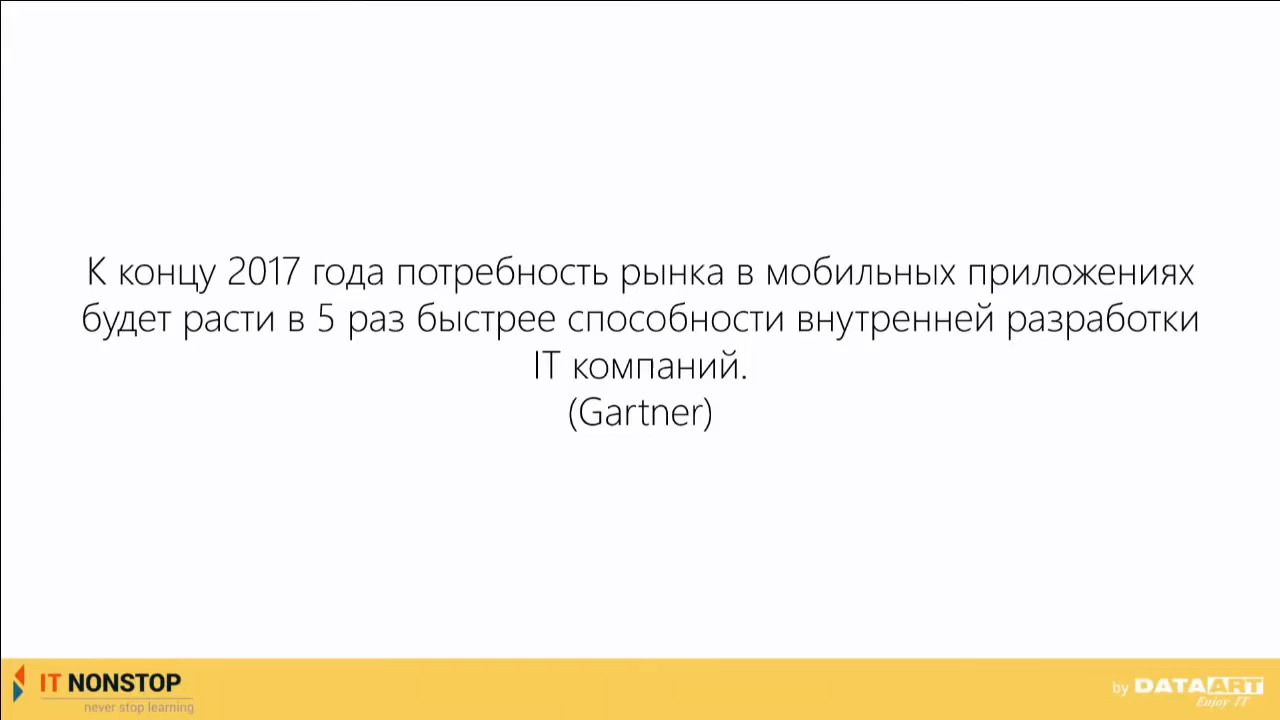 К концу 2017 года потребность рынка в мобильных приложениях
будет расти в 5 раз быстрее способности внутренней разработки
IT компаний.
(Gartner)
IT NONSTOP
never stop learning
by DATAART
Enjoy IT